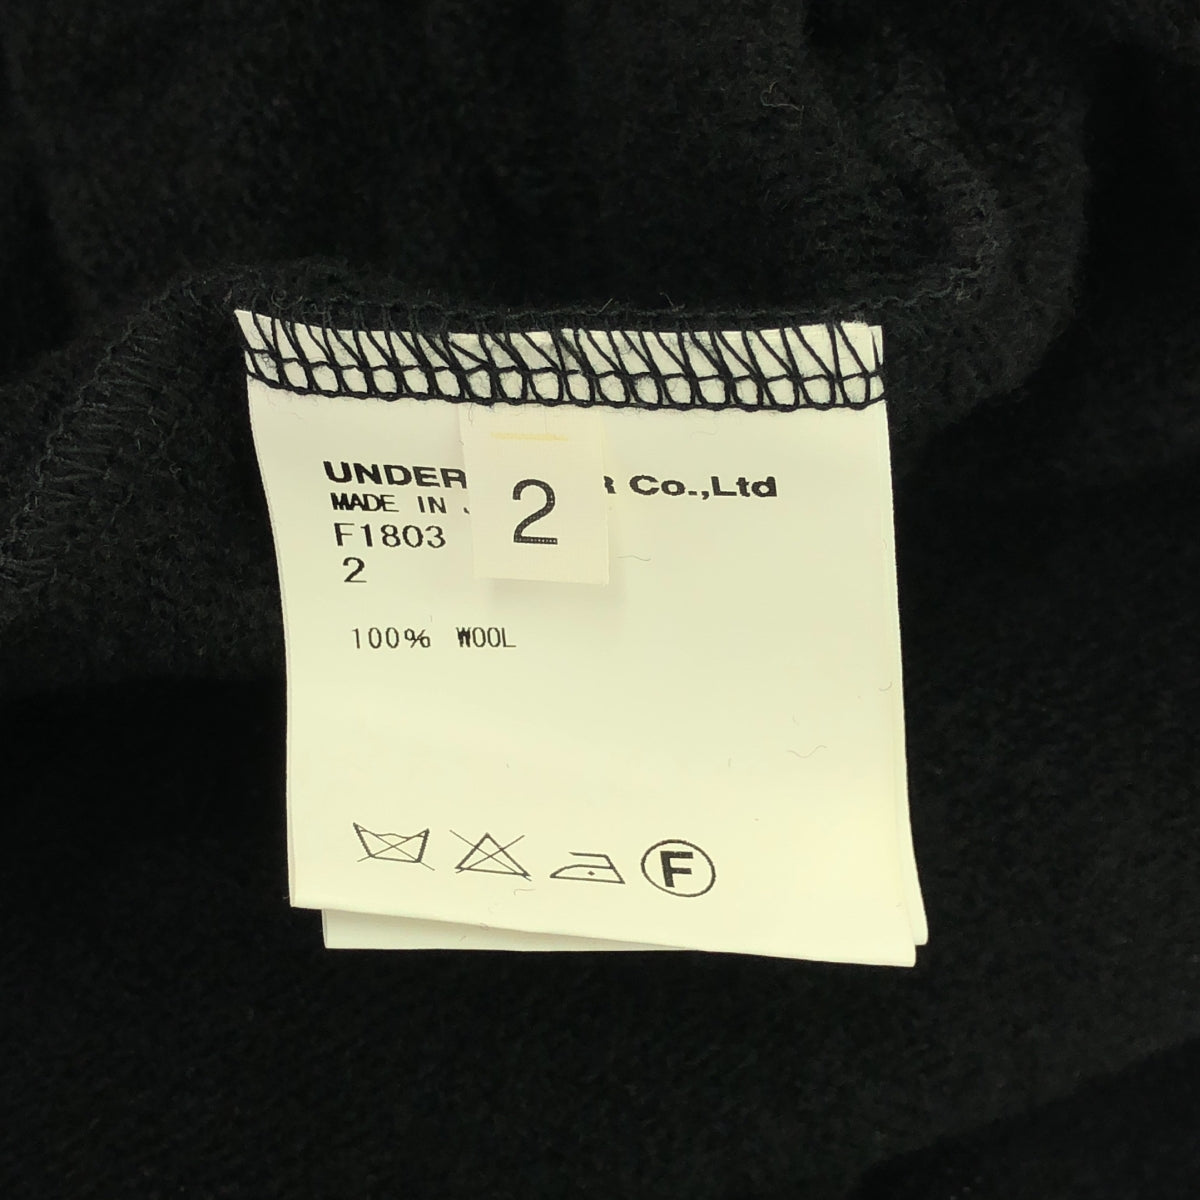 UNDER R Co.,Ltd
MADE IN
F1803
2
2
100% WOOL
F